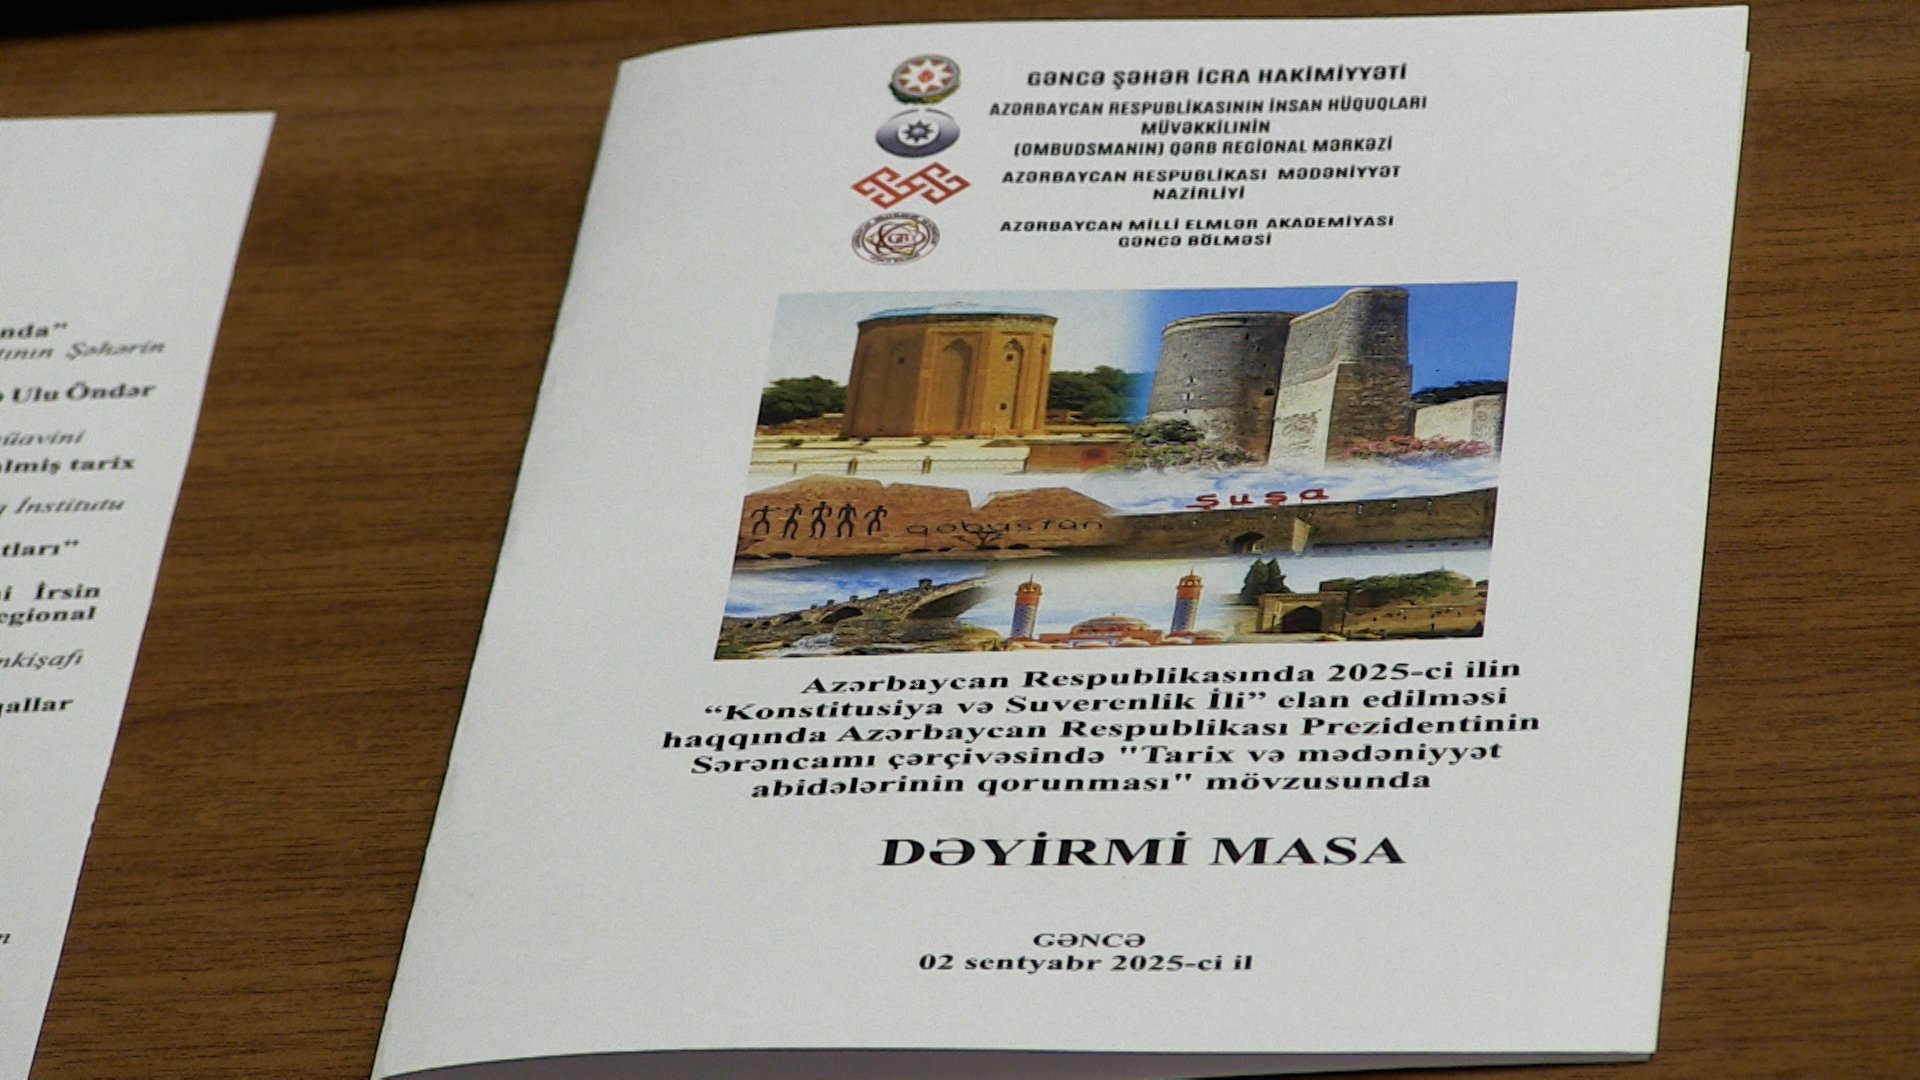 nda"
tının Şəhərin
Ulu Öndər
müavini
lmiş tarix
İnstitutu
tları"
İrsin
egional
nkişafı
qallar
GƏNCƏ ŞƏHƏR İCRA HAKİMİYYƏTİ
AZƏRBAYCAN RESPUBLİKASININ İNSAN HÜQUQLARI
MÜVƏKKİLİNİN
(OMBUDSMANIN) QƏRB REGİONAL MƏRKƏZİ
AZƏRBAYCAN RESPUBLİKASI MƏDƏNİYYƏT
NAZİRLİYİ
AZƏRBAYCAN MİLLİ ELMLƏR AKADEMİYASI
GƏNCƏ BÖLMƏSİ
şuşa
qobustan
Azərbaycan Respublikasında 2025-ci ilin
“Konstitusiya və Suverenlik İli” elan edilməsi
haqqında Azərbaycan Respublikası Prezidentinin
Sərəncamı çərçivəsində "Tarix və mədəniyyət
abidələrinin qorunması" mövzusunda
DƏYİRMİ MASA
GƏNCƏ
02 sentyabr 2025-ci il